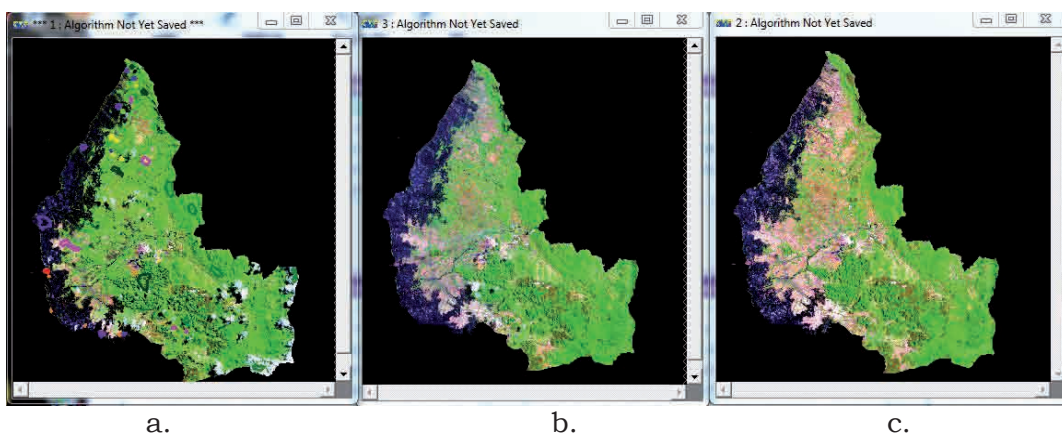 *** 1 : Algorithm Not Yet Saved ***
3 : Algorithm Not Yet Saved
2 : Algorithm Not Yet Saved
a.
b.
c.